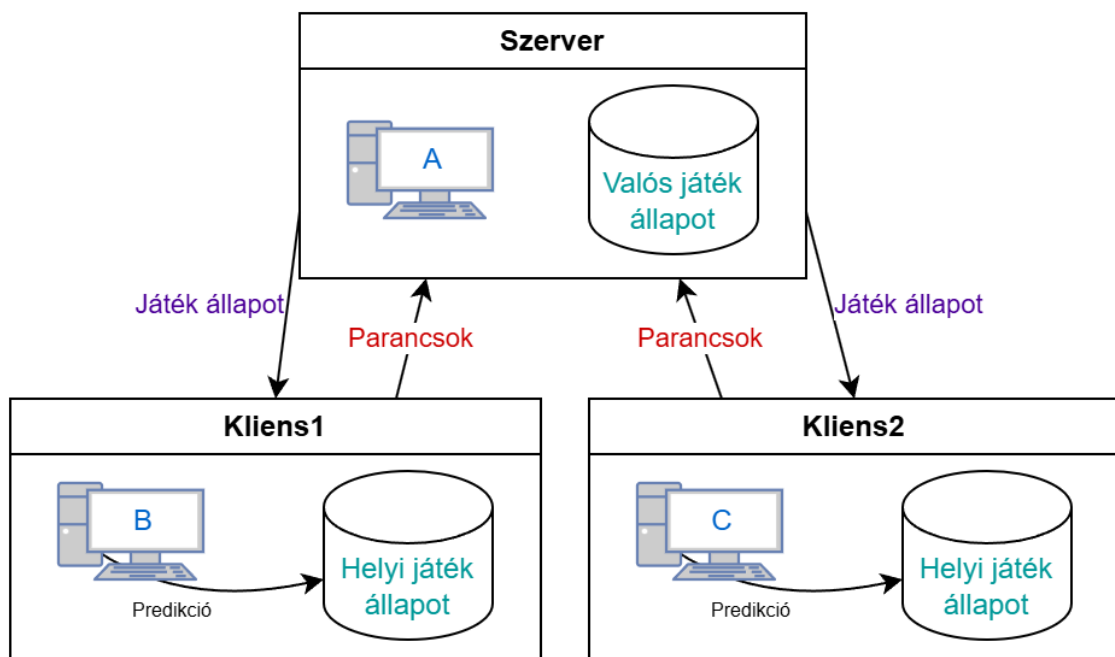 Szerver
A
Valós játék
állapot
Játék állapot
Parancsok
Parancsok
Játék állapot
Kliens1
B
Helyi játék
állapot
Predikció
Kliens2
C
Helyi játék
állapot
Predikció